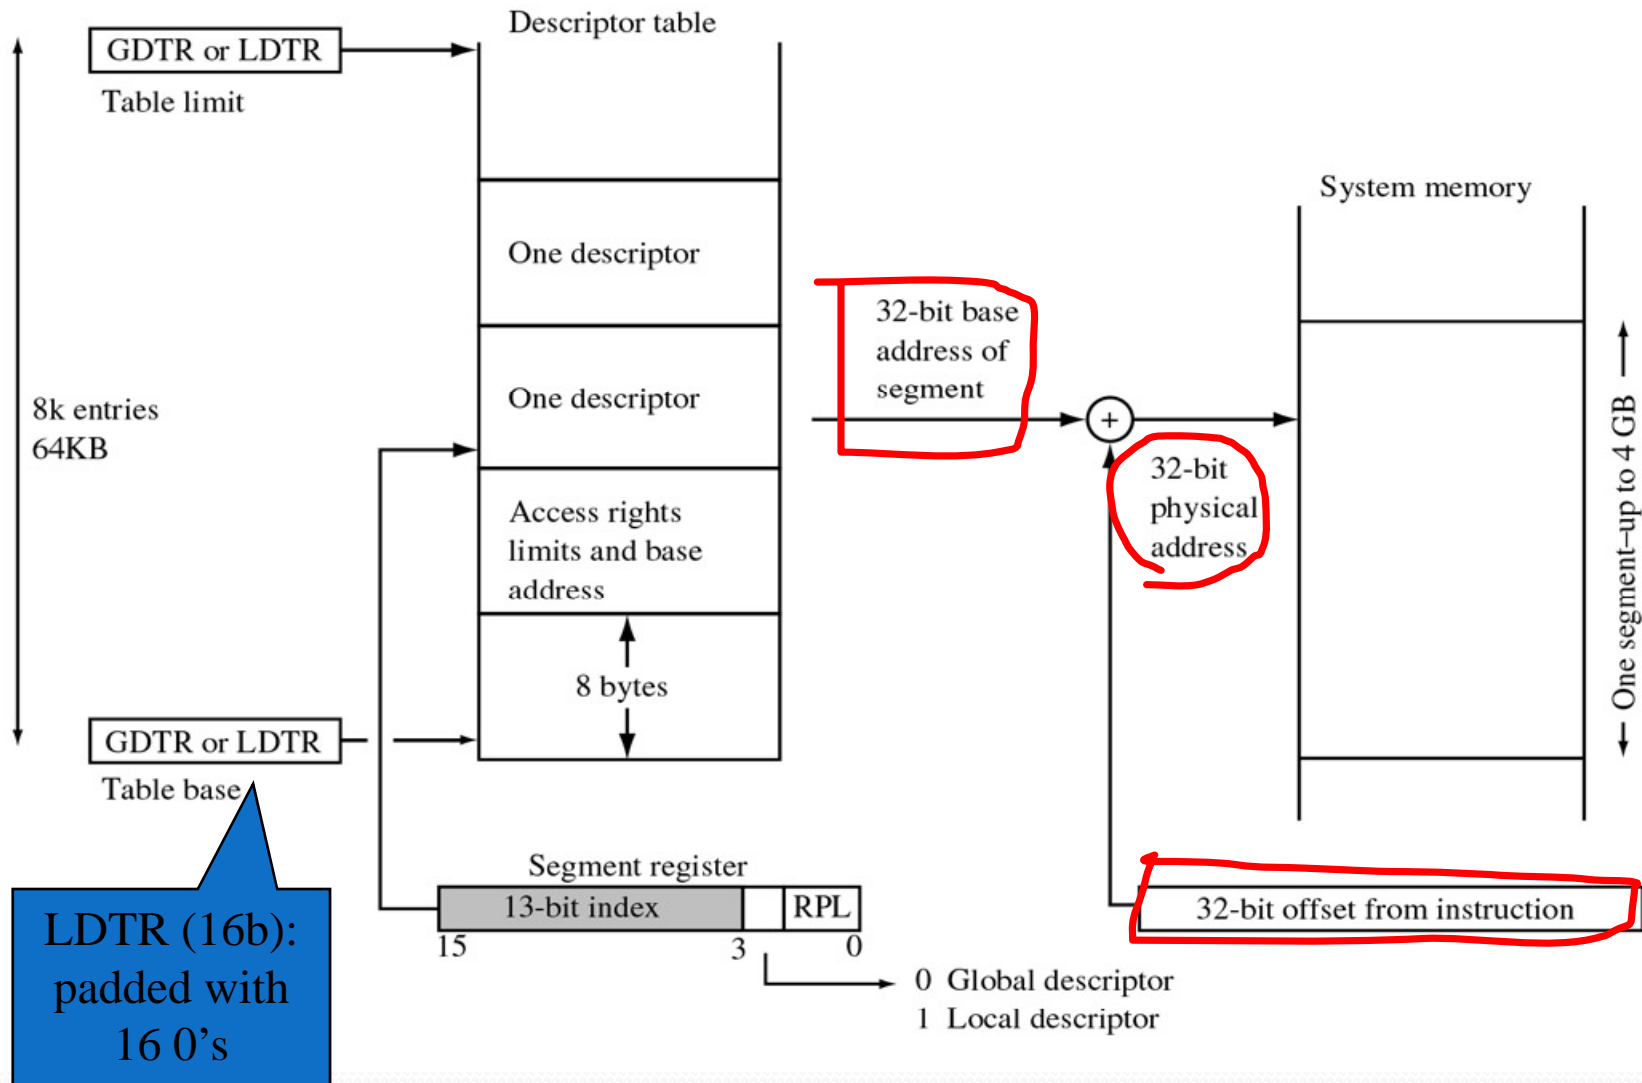 Descriptor table
GDTR or LDTR
Table limit
System memory
One descriptor
32-bit base
address of
segment
One descriptor
8k entries
64KB
+
32-bit
physical
address
One segment–up to 4 GB
Access rights
limits and base
address
8 bytes
GDTR or LDTR
Table base
Segment register
13-bit index
RPL
15
3
0
32-bit offset from instruction
0 Global descriptor
1 Local descriptor
LDTR (16b):
padded with
16 0’s